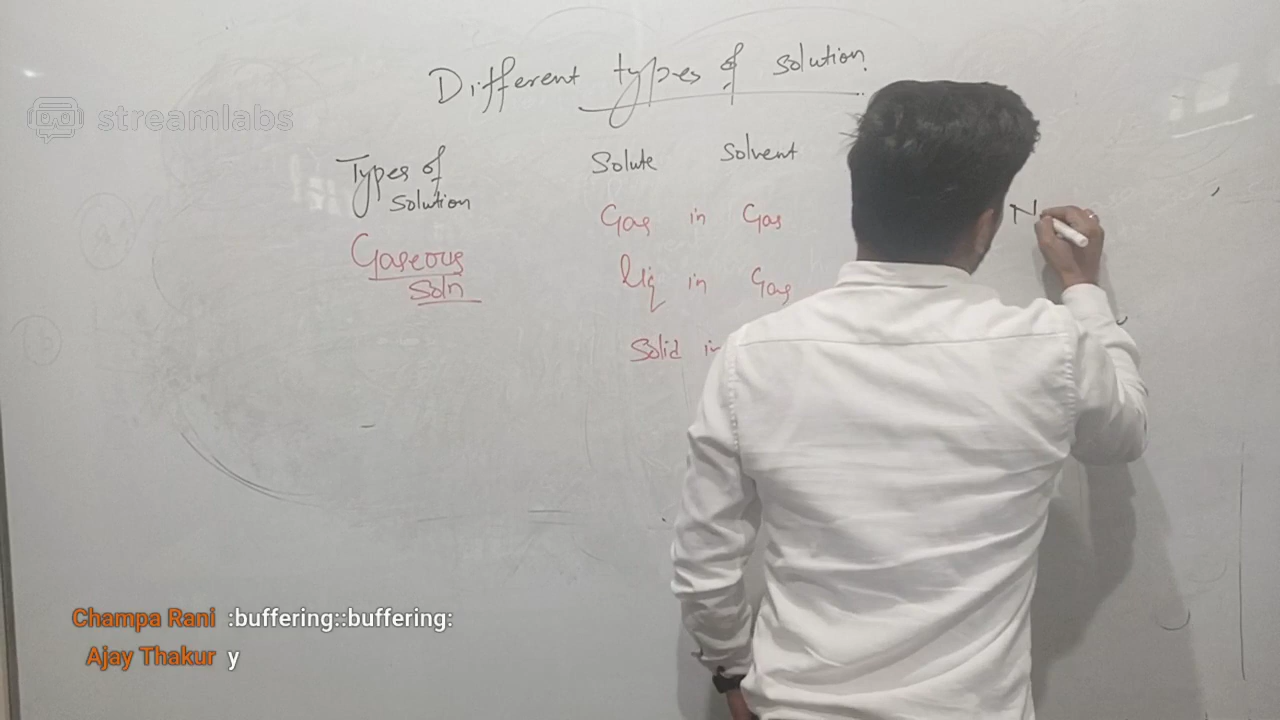 Different types of solution.
streamlabs
Types of solution
Solute Solvent
Gaseous Soln
Gas in Gas
N
liq in Gas
Solid in
Champa Rani :buffering::buffering:
Ajay Thakur y